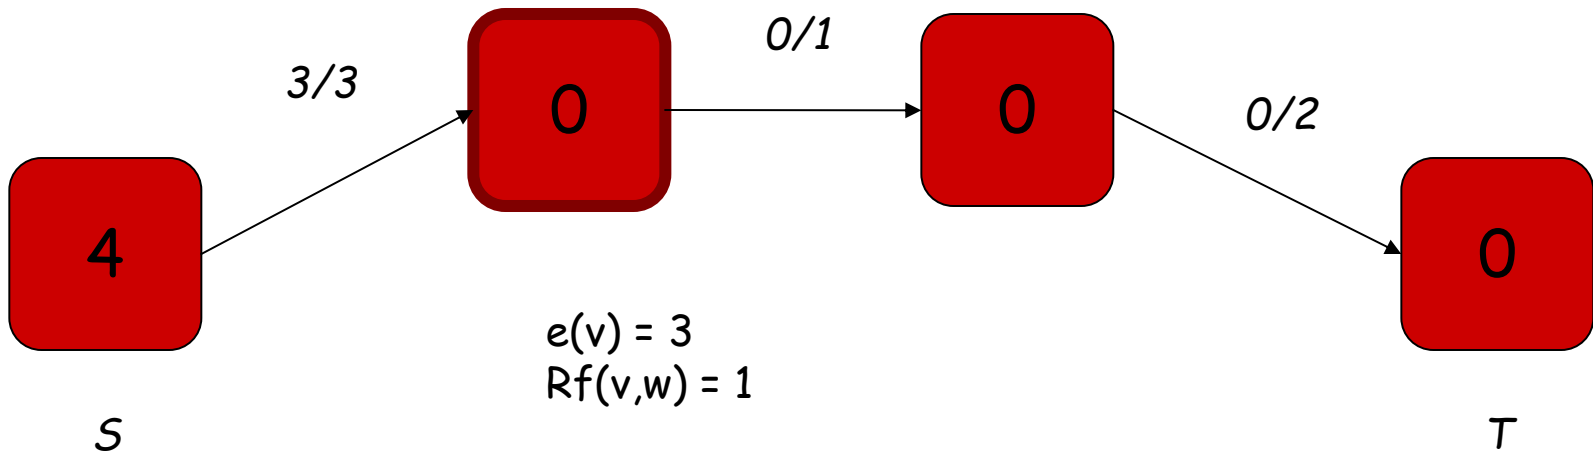 3/3
0/1
0/2
4
0
0
0
e(v) = 3
Rf(v,w) = 1
S
T